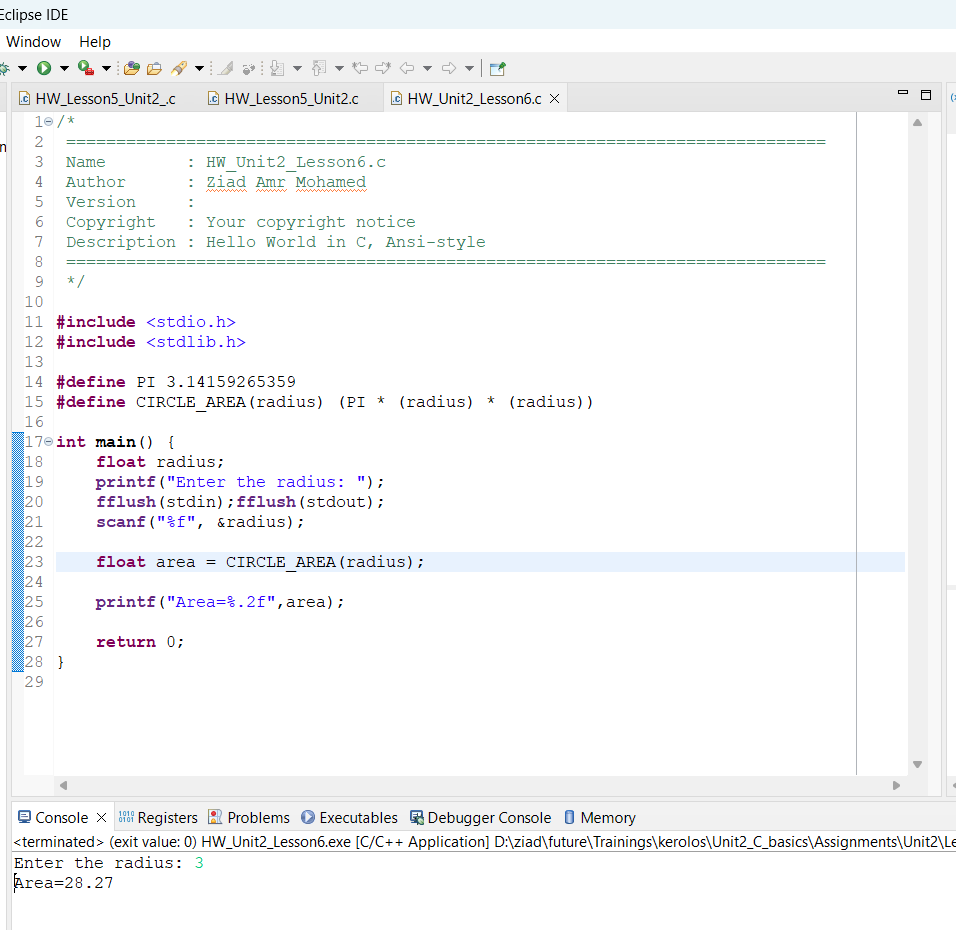 Eclipse IDE
Window Help
HW_Lesson5_Unit2_.c HW_Lesson5_Unit2.c HW_Unit2_Lesson6.c
1 /*
2 ============================================================================
3 Name : HW_Unit2_Lesson6.c
4 Author : Ziad Amr Mohamed
5 Version :
6 Copyright : Your copyright notice
7 Description : Hello World in C, Ansi-style
8 ============================================================================
9 */
10
11 #include <stdio.h>
12 #include <stdlib.h>
13
14 #define PI 3.14159265359
15 #define CIRCLE_AREA(radius) (PI * (radius) * (radius))
16
17 int main() {
18 float radius;
19 printf("Enter the radius: ");
20 fflush(stdin);fflush(stdout);
21 scanf("%f", &radius);
22
23 float area = CIRCLE_AREA(radius);
24
25 printf("Area=%.2f",area);
26
27 return 0;
28 }
29
Console Registers Problems Executables Debugger Console Memory
<terminated> (exit value: 0) HW_Unit2_Lesson6.exe [C/C++ Application] D:\ziad\future\Trainings\kerolos\Unit2_C_basics\Assignments\Unit2\Le
Enter the radius: 3
Area=28.27